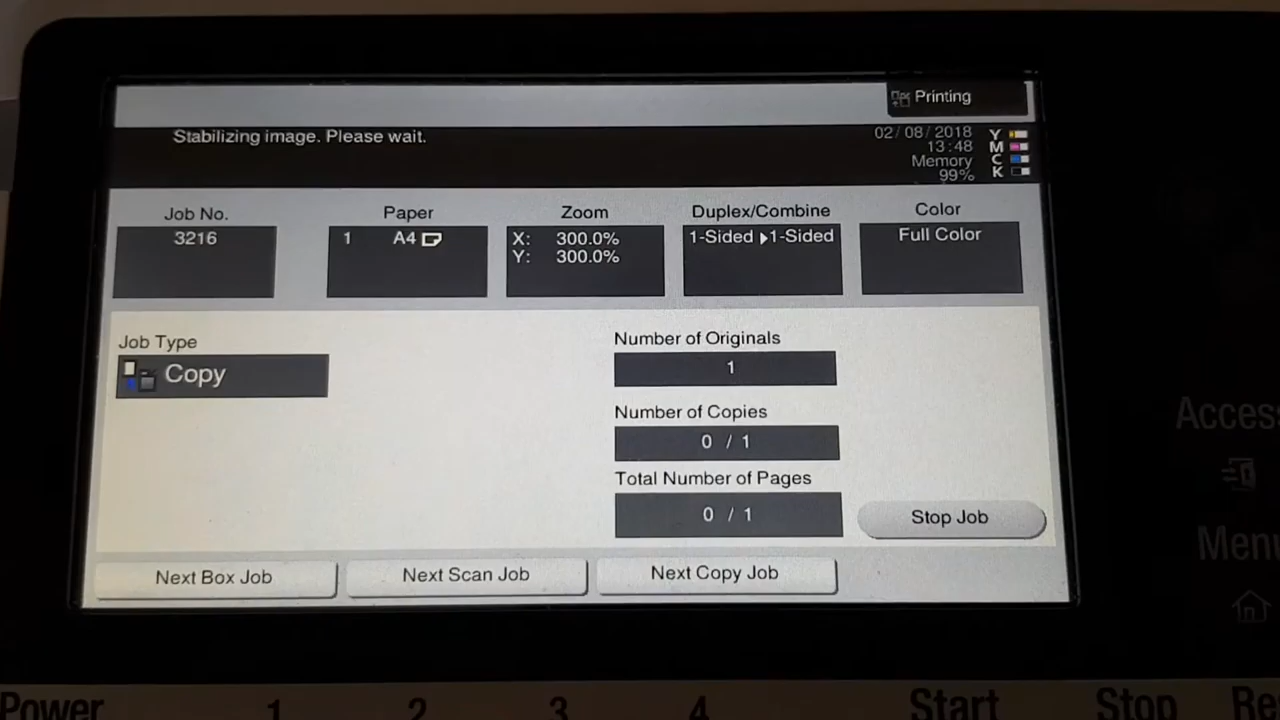 Printing
Stabilizing image. Please wait.
02/08/2018
13:48
Memory
99%
Y
M
C
K
Job No.
3216
Paper
1 A4
Zoom
X: 300.0%
Y: 300.0%
Duplex/Combine
1-Sided 1-Sided
Color
Full Color
Job Type
Copy
Number of Originals
1
Number of Copies
0 / 1
Total Number of Pages
0 / 1
Stop Job
Next Box Job
Next Scan Job
Next Copy Job
Menu
Power
1
2
3
4
Start
Stop